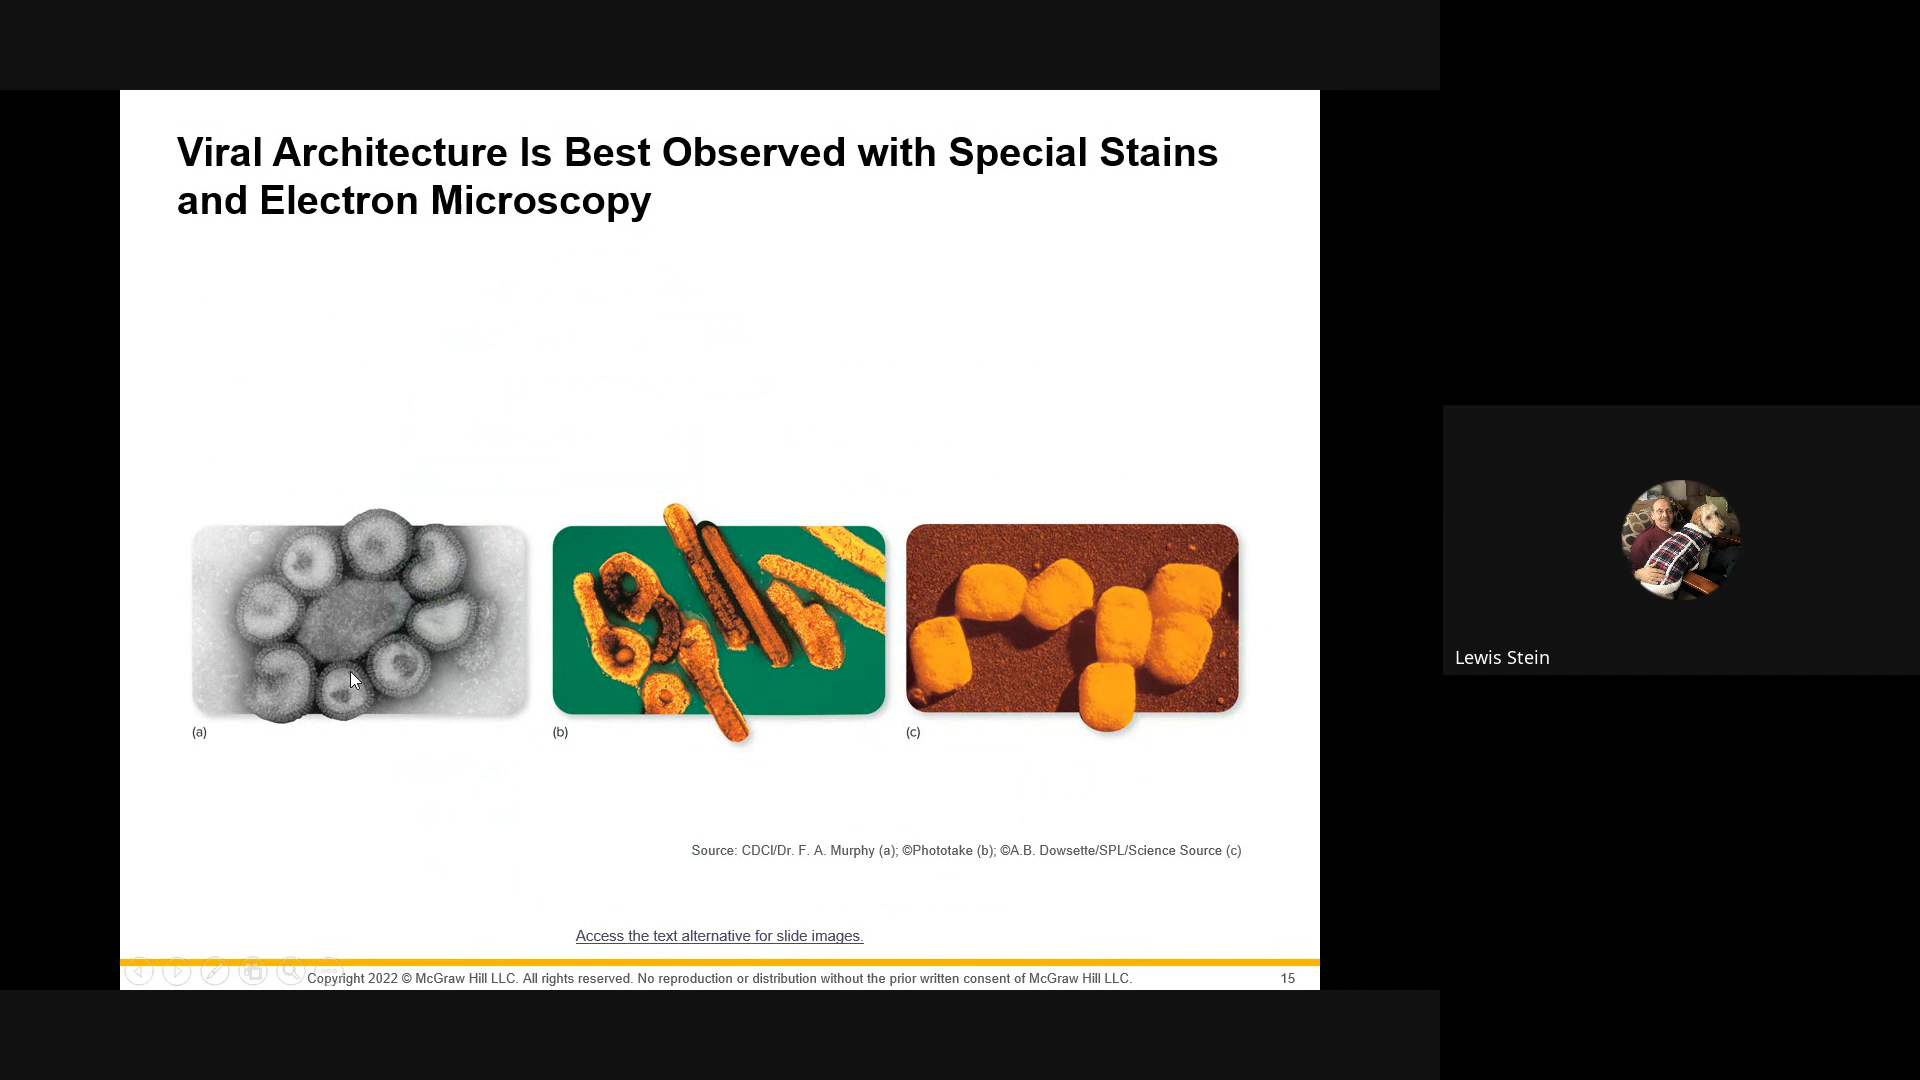 Viral Architecture Is Best Observed with Special Stains
and Electron Microscopy
(a)
(b)
(c)
Source: CDCI/Dr. F. A. Murphy (a); ©Phototake (b); ©A.B. Dowsette/SPL/Science Source (c)
Access the text alternative for slide images.
Copyright 2022 © McGraw Hill LLC. All rights reserved. No reproduction or distribution without the prior written consent of McGraw Hill LLC.
15
Lewis Stein